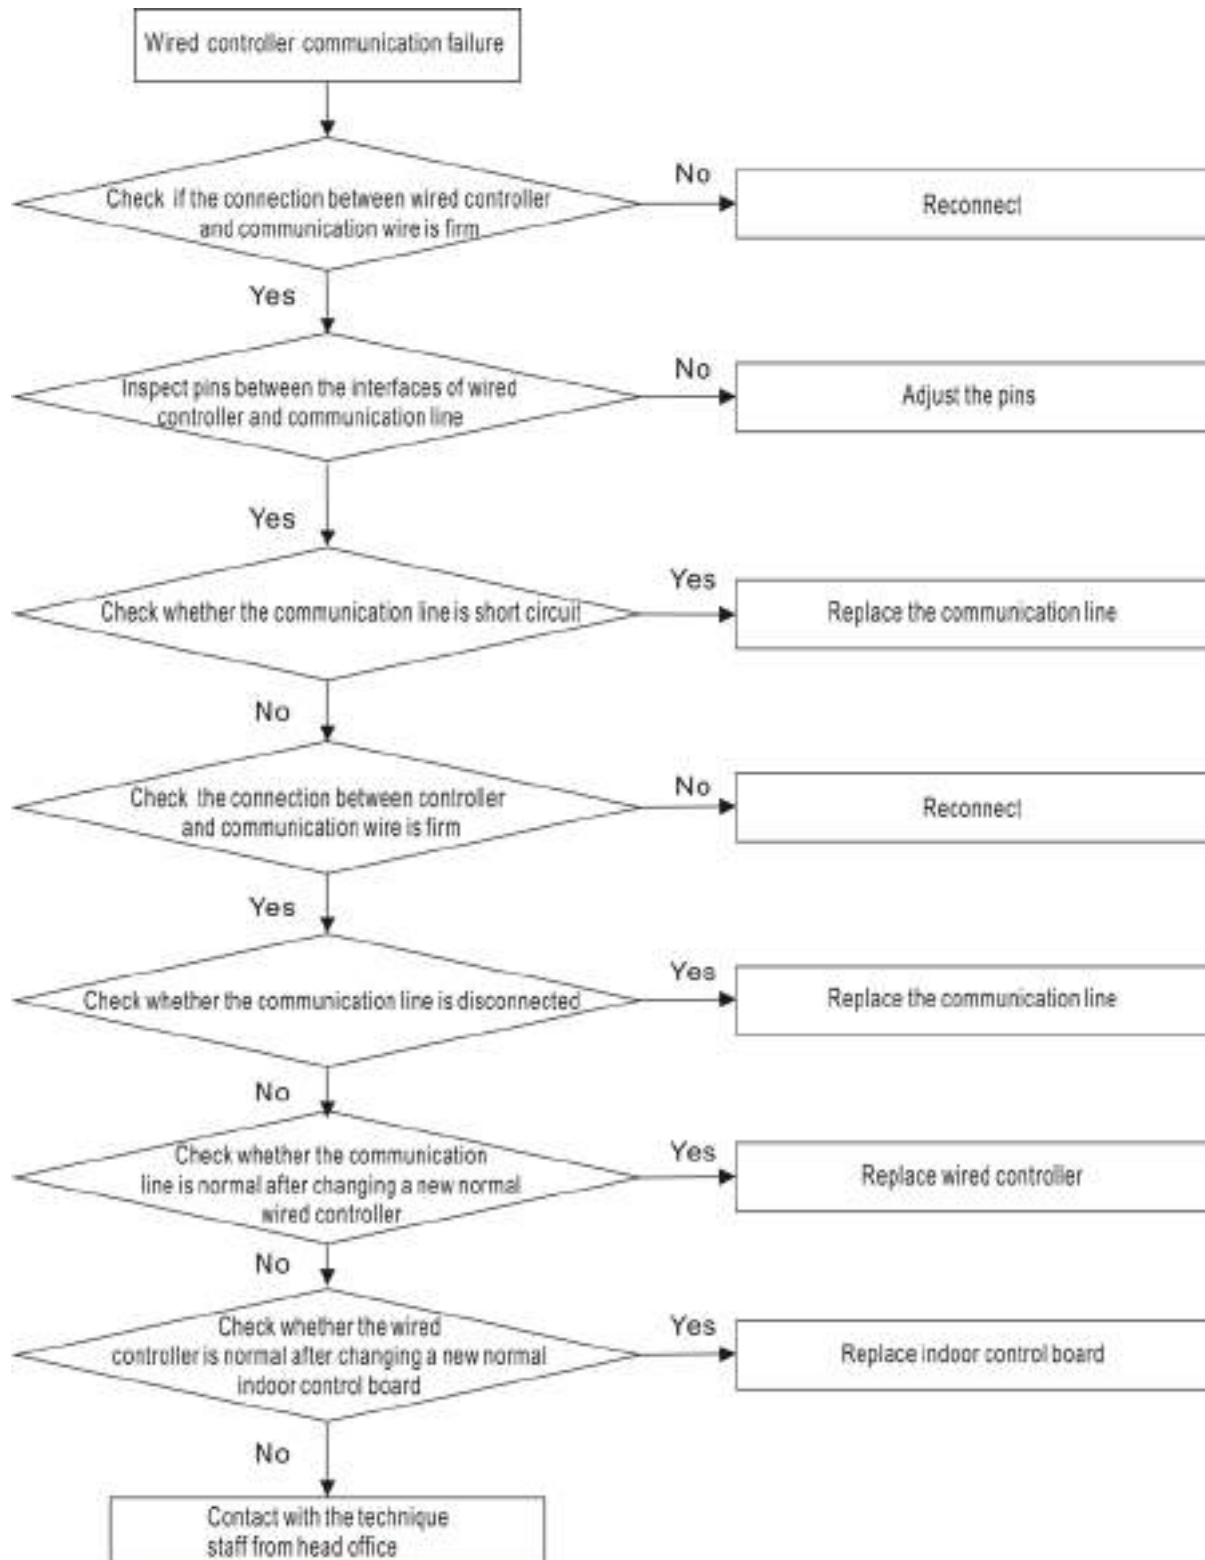 Wired controller communication failure
Check if the connection between wired controller
and communication wire is firm
No
Reconnect
Yes
Inspect pins between the interfaces of wired
controller and communication line
No
Adjust the pins
Yes
Check whether the communication line is short circuit
Yes
Replace the communication line
No
Check the connection between controller
and communication wire is firm
No
Reconnect
Yes
Check whether the communication line is disconnected
Yes
Replace the communication line
No
Check whether the communication
line is normal after changing a new normal
wired controller
Yes
Replace wired controller
No
Check whether the wired
controller is normal after changing a new normal
indoor control board
Yes
Replace indoor control board
No
Contact with the technique
staff from head office